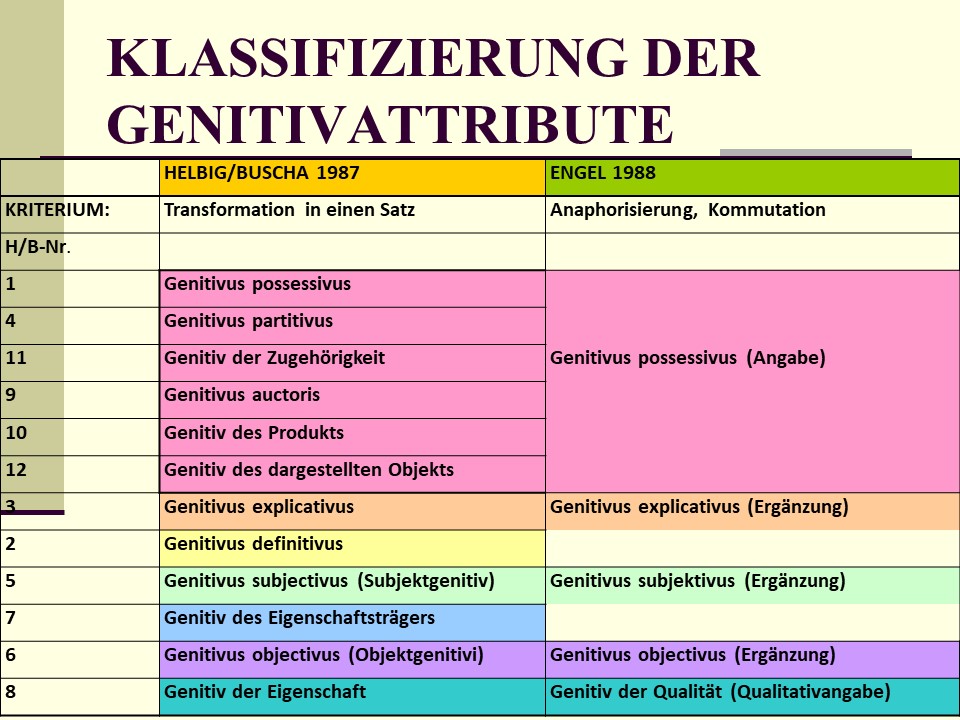 KLASSIFIZIERUNG DER
GENITIVATTRIBUTE
HELBIG/BUSCHA 1987 ENGEL 1988
KRITERIUM: Transformation in einen Satz Anaphorisierung, Kommutation
H/B-Nr.
1 Genitivus possessivus
4 Genitivus partitivus
11 Genitiv der Zugehörigkeit Genitivus possessivus (Angabe)
9 Genitivus auctoris
10 Genitiv des Produkts
12 Genitiv des dargestellten Objekts
3 Genitivus explicativus Genitivus explicativus (Ergänzung)
2 Genitivus definitivus
5 Genitivus subjectivus (Subjektgenitiv) Genitivus subjektivus (Ergänzung)
7 Genitiv des Eigenschaftsträgers
6 Genitivus objectivus (Objektgenitivi) Genitivus objectivus (Ergänzung)
8 Genitiv der Eigenschaft Genitiv der Qualität (Qualitativangabe)